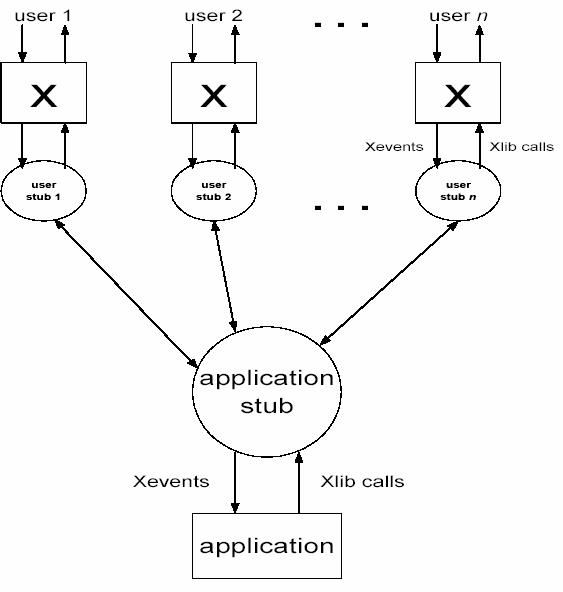 user 1
user 2
. . .
user n
X
X
X
Xevents
Xlib calls
user
stub 1
user
stub 2
. . .
user
stub n
application
stub
Xevents
Xlib calls
application